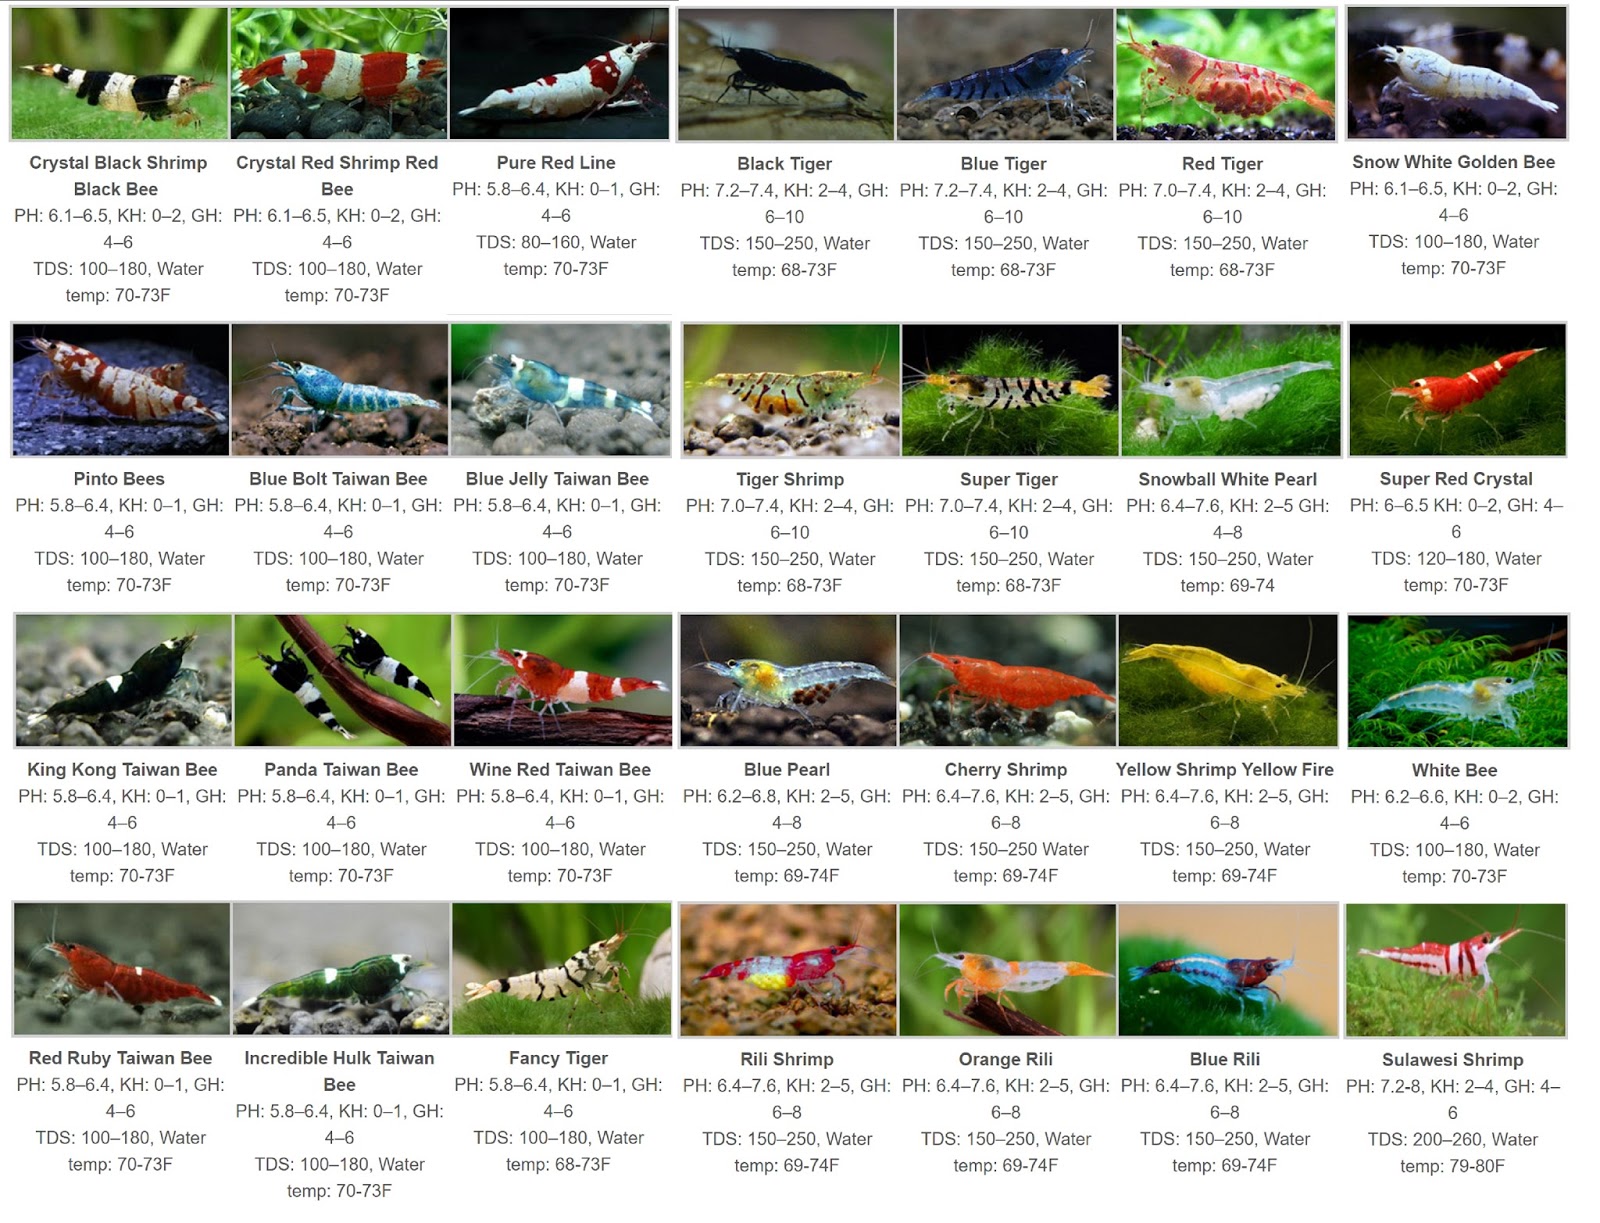 Crystal Black Shrimp
Black Bee
PH: 6.1–6.5, KH: 0–2, GH:
4–6
TDS: 100–180, Water
temp: 70-73F
Crystal Red Shrimp Red
Bee
PH: 6.1–6.5, KH: 0–2, GH:
4–6
TDS: 100–180, Water
temp: 70-73F
Pure Red Line
PH: 5.8–6.4, KH: 0–1, GH:
4–6
TDS: 80–160, Water
temp: 70-73F
Black Tiger
PH: 7.2–7.4, KH: 2–4, GH:
6–10
TDS: 150–250, Water
temp: 68-73F
Blue Tiger
PH: 7.2–7.4, KH: 2–4, GH:
6–10
TDS: 150–250, Water
temp: 68-73F
Red Tiger
PH: 7.0–7.4, KH: 2–4, GH:
6–10
TDS: 150–250, Water
temp: 68-73F
Snow White Golden Bee
PH: 6.1–6.5, KH: 0–2, GH:
4–6
TDS: 100–180, Water
temp: 70-73F
Pinto Bees
PH: 5.8–6.4, KH: 0–1, GH:
4–6
TDS: 100–180, Water
temp: 70-73F
Blue Bolt Taiwan Bee
PH: 5.8–6.4, KH: 0–1, GH:
4–6
TDS: 100–180, Water
temp: 70-73F
Blue Jelly Taiwan Bee
PH: 5.8–6.4, KH: 0–1, GH:
4–6
TDS: 100–180, Water
temp: 70-73F
Tiger Shrimp
PH: 7.0–7.4, KH: 2–4, GH:
6–10
TDS: 150–250, Water
temp: 68-73F
Super Tiger
PH: 7.0–7.4, KH: 2–4, GH:
6–10
TDS: 150–250, Water
temp: 68-73F
Snowball White Pearl
PH: 6.4–7.6, KH: 2–5 GH:
4–8
TDS: 150–250, Water
temp: 69-74
Super Red Crystal
PH: 6–6.5 KH: 0–2, GH: 4–
6
TDS: 120–180, Water
temp: 70-73F
King Kong Taiwan Bee
PH: 5.8–6.4, KH: 0–1, GH:
4–6
TDS: 100–180, Water
temp: 70-73F
Panda Taiwan Bee
PH: 5.8–6.4, KH: 0–1, GH:
4–6
TDS: 100–180, Water
temp: 70-73F
Wine Red Taiwan Bee
PH: 5.8–6.4, KH: 0–1, GH:
4–6
TDS: 100–180, Water
temp: 70-73F
Blue Pearl
PH: 6.2–6.8, KH: 2–5, GH:
4–8
TDS: 150–250, Water
temp: 69-74F
Cherry Shrimp
PH: 6.4–7.6, KH: 2–5, GH:
6–8
TDS: 150–250 Water
temp: 69-74F
Yellow Shrimp Yellow Fire
PH: 6.4–7.6, KH: 2–5, GH:
6–8
TDS: 150–250, Water
temp: 69-74F
White Bee
PH: 6.2–6.6, KH: 0–2, GH:
4–6
TDS: 100–180, Water
temp: 70-73F
Red Ruby Taiwan Bee
PH: 5.8–6.4, KH: 0–1, GH:
4–6
TDS: 100–180, Water
temp: 70-73F
Incredible Hulk Taiwan
Bee
PH: 5.8–6.4, KH: 0–1, GH:
4–6
TDS: 100–180, Water
temp: 70-73F
Fancy Tiger
PH: 5.8–6.4, KH: 0–1, GH:
4–6
TDS: 100–180, Water
temp: 68-73F
Rili Shrimp
PH: 6.4–7.6, KH: 2–5, GH:
6–8
TDS: 150–250, Water
temp: 69-74F
Orange Rili
PH: 6.4–7.6, KH: 2–5, GH:
6–8
TDS: 150–250, Water
temp: 69-74F
Blue Rili
PH: 6.4–7.6, KH: 2–5, GH:
6–8
TDS: 150–250, Water
temp: 69-74F
Sulawesi Shrimp
PH: 7.2-8, KH: 2–4, GH: 4–
6
TDS: 200–260, Water
temp: 79-80F